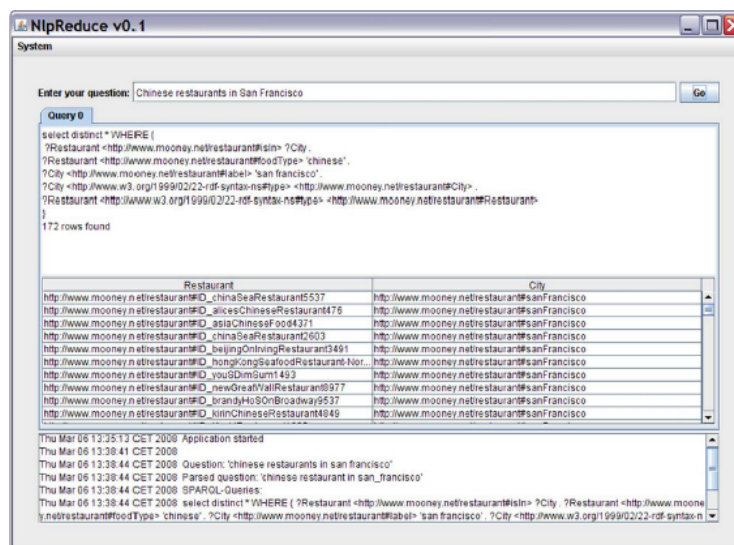 NlpReduce v0.1
System
Enter your question: Chinese restaurants in San Francisco Go
Query 0
select distinct * WHERE {
?Restaurant <http://www.mooney.net/restaurant#isIn> ?City .
?Restaurant <http://www.mooney.net/restaurant#foodType> 'chinese' .
?City <http://www.mooney.net/restaurant#label> 'san francisco' .
?City <http://www.w3.org/1999/02/22-rdf-syntax-ns#type> <http://www.mooney.net/restaurant#City> .
?Restaurant <http://www.w3.org/1999/02/22-rdf-syntax-ns#type> <http://www.mooney.net/restaurant#Restaurant>
}
172 rows found
Restaurant City
http://www.mooney.net/restaurant#ID_chinaSeaRestaurant5537 http://www.mooney.net/restaurant#sanFrancisco
http://www.mooney.net/restaurant#ID_alicesChineseRestaurant476 http://www.mooney.net/restaurant#sanFrancisco
http://www.mooney.net/restaurant#ID_asiaChineseFood4371 http://www.mooney.net/restaurant#sanFrancisco
http://www.mooney.net/restaurant#ID_chinaSeaRestaurant2603 http://www.mooney.net/restaurant#sanFrancisco
http://www.mooney.net/restaurant#ID_beijingOnIrvingRestaurant3491 http://www.mooney.net/restaurant#sanFrancisco
http://www.mooney.net/restaurant#ID_hongKongSeafoodRestaurant-Nor... http://www.mooney.net/restaurant#sanFrancisco
http://www.mooney.net/restaurant#ID_youSDimSum1493 http://www.mooney.net/restaurant#sanFrancisco
http://www.mooney.net/restaurant#ID_newGreatWallRestaurant8977 http://www.mooney.net/restaurant#sanFrancisco
http://www.mooney.net/restaurant#ID_brandyHoSOnBroadway9537 http://www.mooney.net/restaurant#sanFrancisco
http://www.mooney.net/restaurant#ID_kirinChineseRestaurant4849 http://www.mooney.net/restaurant#sanFrancisco
Thu Mar 06 13:35:13 CET 2008 Application started
Thu Mar 06 13:38:41 CET 2008
Thu Mar 06 13:38:44 CET 2008 Question: 'chinese restaurants in san francisco'
Thu Mar 06 13:38:44 CET 2008 Parsed question: 'chinese restaurant in san_francisco'
Thu Mar 06 13:38:44 CET 2008 SPARQL-Queries:
Thu Mar 06 13:38:44 CET 2008 select distinct * WHERE { ?Restaurant <http://www.mooney.net/restaurant#isIn> ?City . ?Restaurant <http://www.moone
y.net/restaurant#foodType> 'chinese' . ?City <http://www.mooney.net/restaurant#label> 'san francisco' . ?City <http://www.w3.org/1999/02/22-rdf-syntax-n